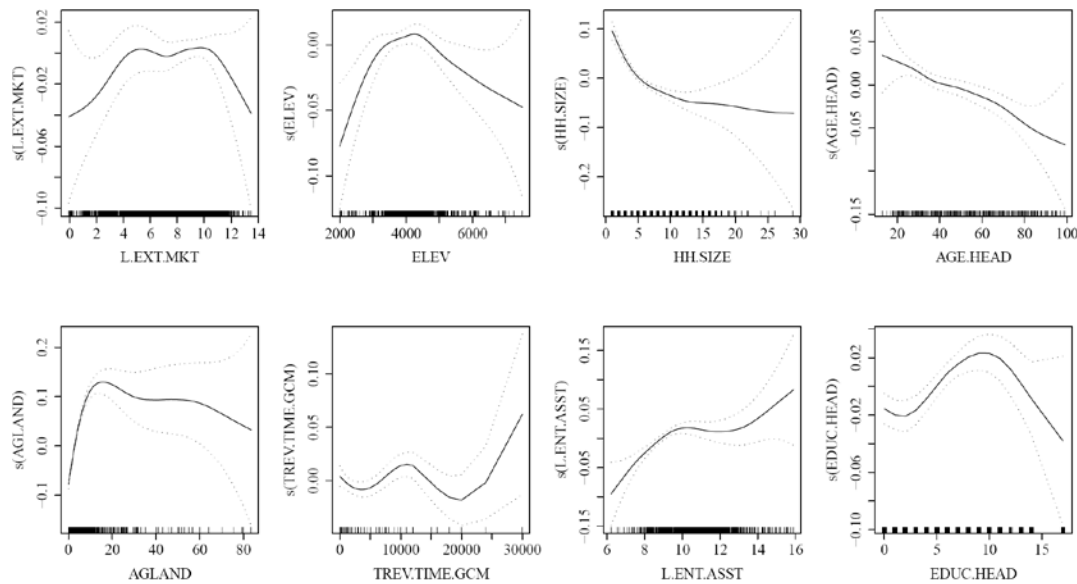 s(L.EXT.MKT)
−0.10 −0.06 −0.02 0.02
0 2 4 6 8 10 12 14
L.EXT.MKT
s(ELEV)
−0.10 −0.5 0.00
2000 4000 6000
ELEV
s(HH.SIZE)
−0.2 −0.1 0.0 0.1
0 5 10 15 20 25 30
HH.SIZE
s(AGE.HEAD)
−0.15 −0.05 0.00 0.05
20 40 60 80 100
AGE.HEAD
s(AGLAND)
−0.1 0.0 0.1 0.2
0 20 40 60 80
AGLAND
s(TREV.TIME.GCM)
0.00 0.05 0.10
0 10000 20000 30000
TREV.TIME.GCM
s(L.ENT.ASST)
−0.15 −0.05 0.05 0.15
6 8 10 12 14 16
L.ENT.ASST
s(EDUC.HEAD)
−0.10 −0.06 −0.02 0.02
0 5 10 15
EDUC.HEAD